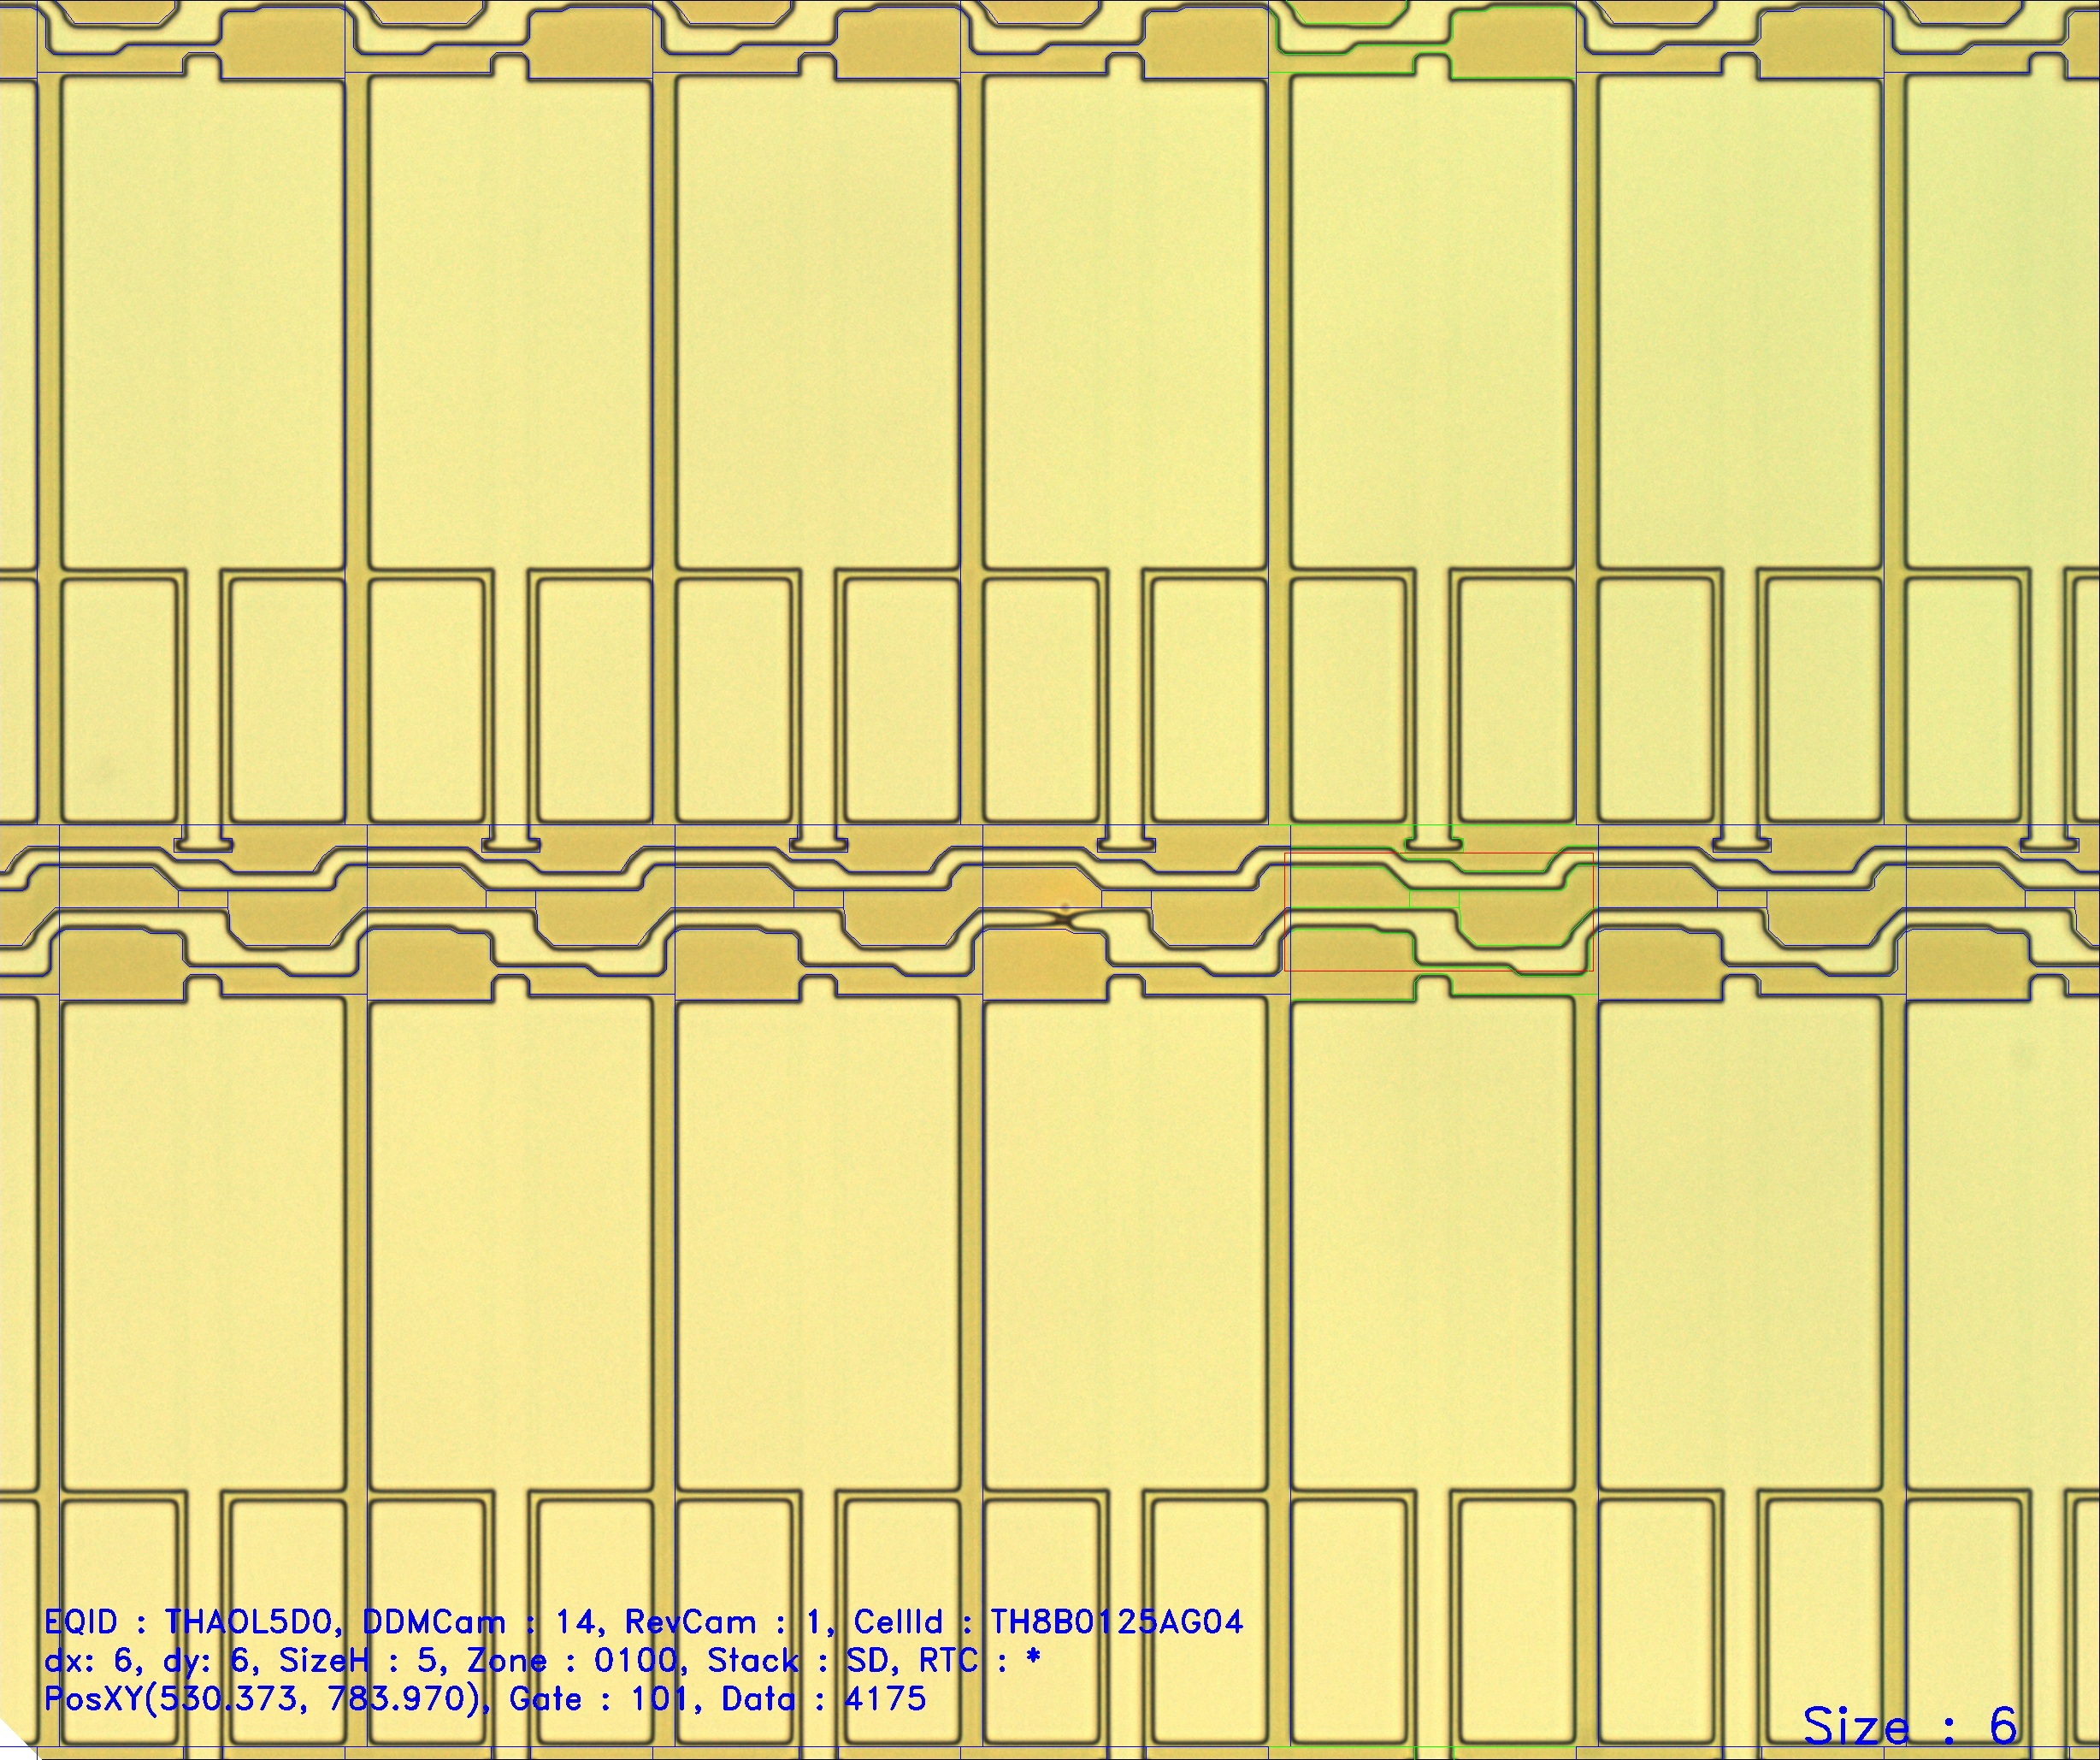 EQID : THAOL5D0, DDMCam : 14, RevCam : 1, CellId : TH8B0125AG04
dx: 6, dy: 6, SizeH : 5, Zone : 0100, Stack : SD, RTC : *
PosXY(530.373, 783.970), Gate : 101, Data : 4175
Size : 6